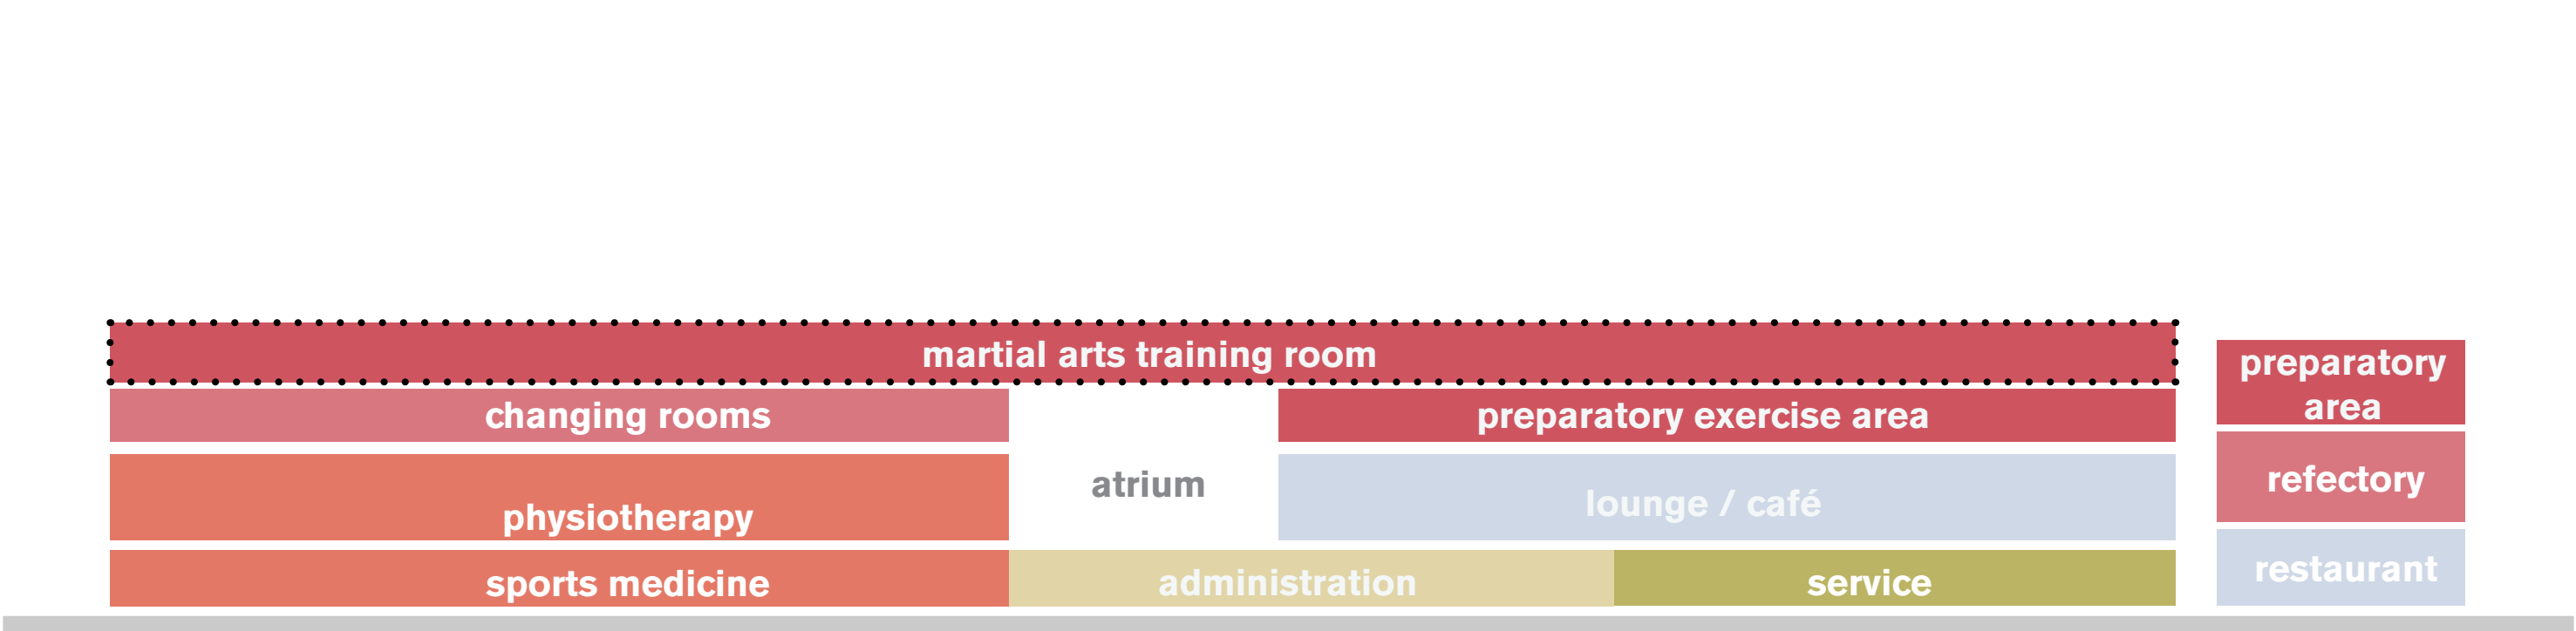 martial arts training room
changing rooms
preparatory exercise area
atrium
physiotherapy
lounge / café
sports medicine
administration
service
preparatory
area
refectory
restaurant